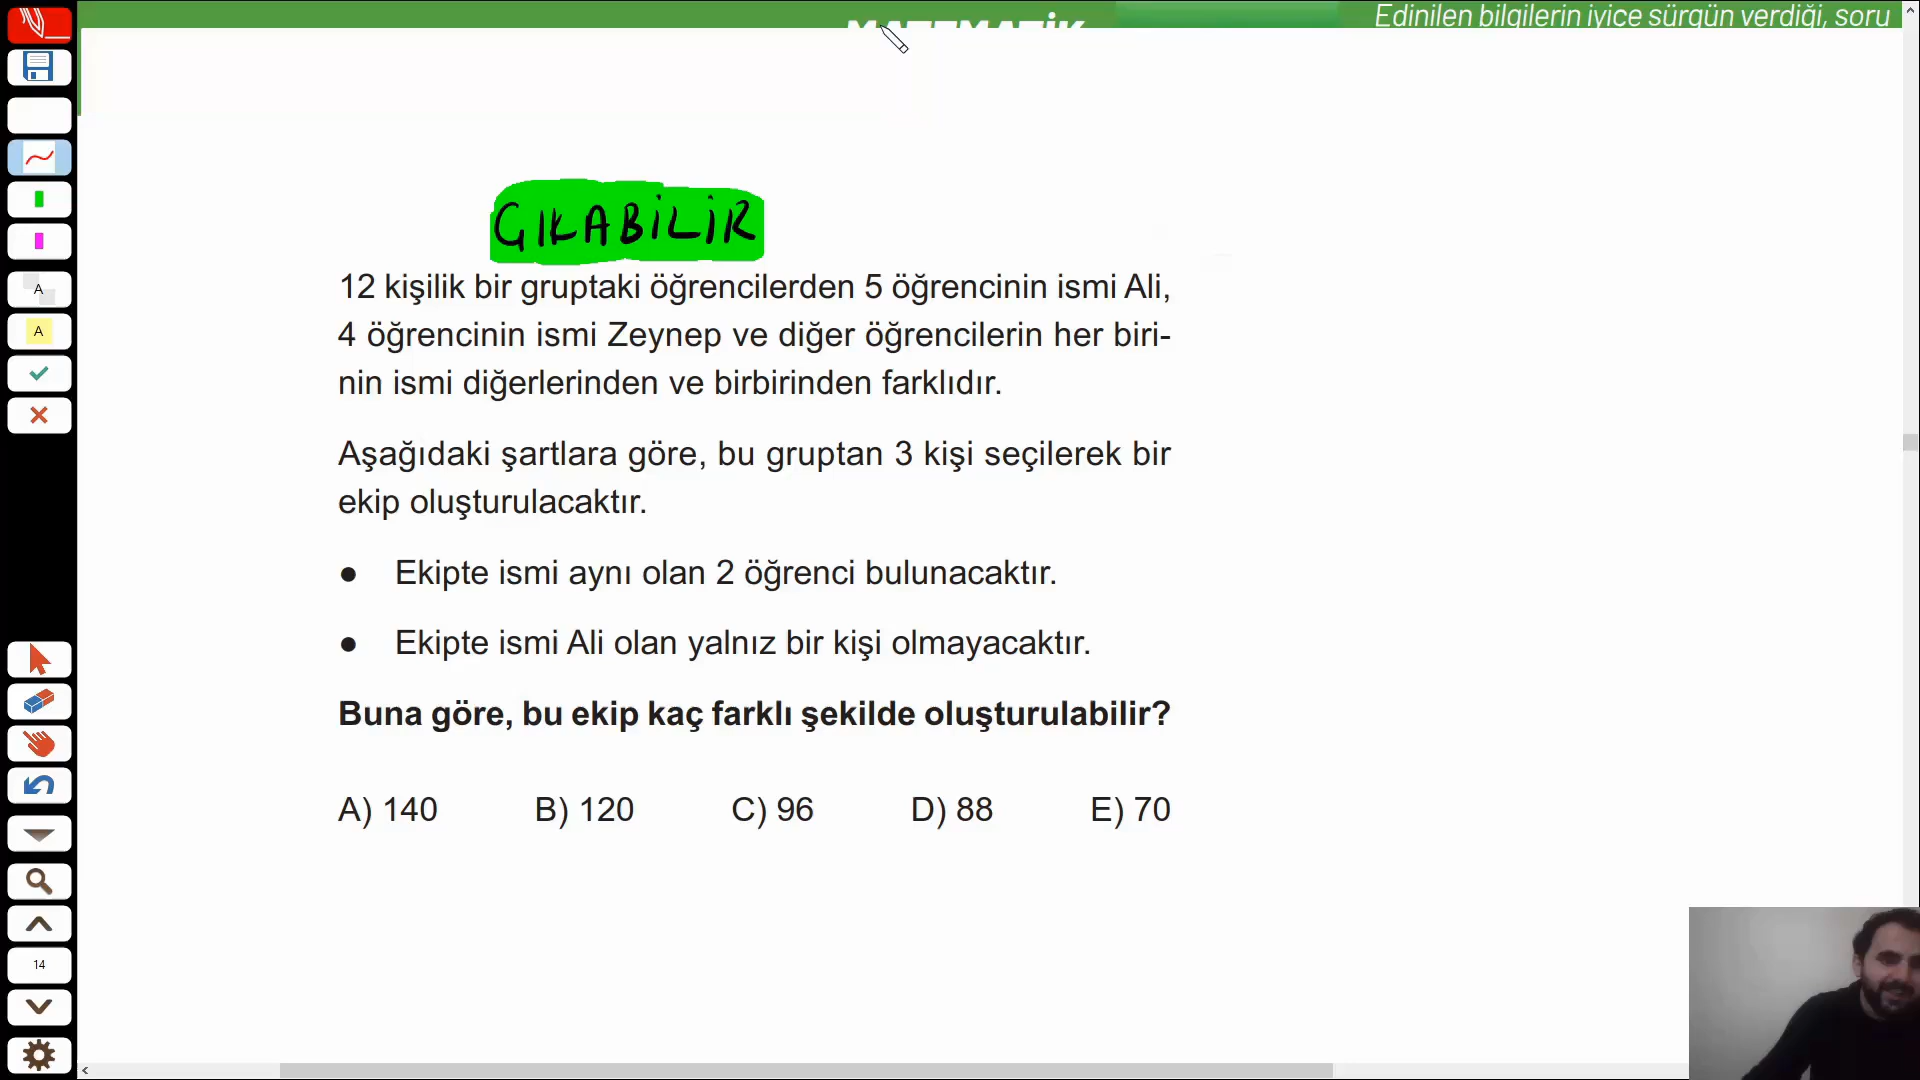 Edinilen bilgilerin iyice sürgün verdiği, soru
MATEMATİK
ÇIKABİLİR
12 kişilik bir gruptaki öğrencilerden 5 öğrencinin ismi Ali,
4 öğrencinin ismi Zeynep ve diğer öğrencilerin her biri-
nin ismi diğerlerinden ve birbirinden farklıdır.
Aşağıdaki şartlara göre, bu gruptan 3 kişi seçilerek bir
ekip oluşturulacaktır.
● Ekipte ismi aynı olan 2 öğrenci bulunacaktır.
● Ekipte ismi Ali olan yalnız bir kişi olmayacaktır.
Buna göre, bu ekip kaç farklı şekilde oluşturulabilir?
A) 140 B) 120 C) 96 D) 88 E) 70
A
A
14